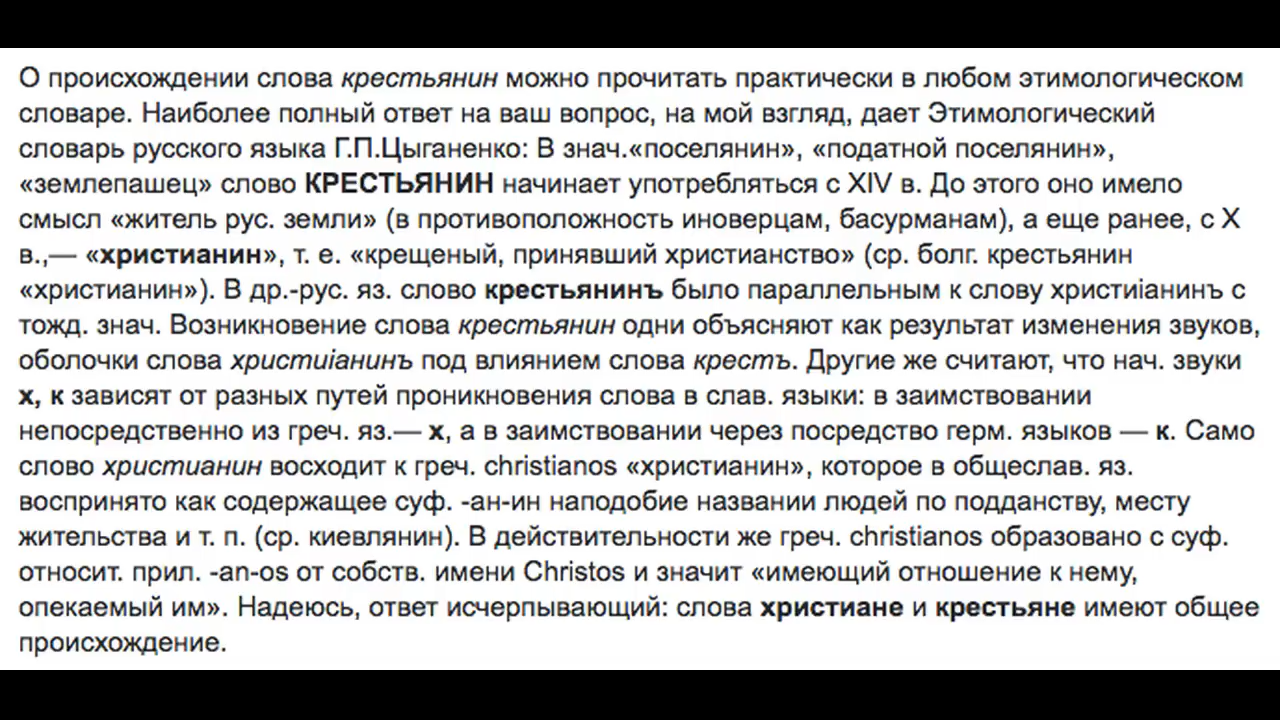 О происхождении слова крестьянин можно прочитать практически в любом этимологическом
словаре. Наиболее полный ответ на ваш вопрос, на мой взгляд, дает Этимологический
словарь русского языка Г.П.Цыганенко: В знач.«поселянин», «податной поселянин»,
«землепашец» слово КРЕСТЬЯНИН начинает употребляться с XIV в. До этого оно имело
смысл «житель рус. земли» (в противоположность иноверцам, басурманам), а еще ранее, с X
в.,— «христианин», т. е. «крещеный, принявший христианство» (ср. болг. крестьянин
«христианин»). В др.-рус. яз. слово крестьянинъ было параллельным к слову христиіанинъ с
тожд. знач. Возникновение слова крестьянин одни объясняют как результат изменения звуков,
оболочки слова христиіанинъ под влиянием слова крестъ. Другие же считают, что нач. звуки
х, к зависят от разных путей проникновения слова в слав. языки: в заимствовании
непосредственно из греч. яз.— х, а в заимствовании через посредство герм. языков — к. Само
слово христианин восходит к греч. christianos «христианин», которое в общеслав. яз.
воспринято как содержащее суф. -ан-ин наподобие названии людей по подданству, месту
жительства и т. п. (ср. киевлянин). В действительности же греч. christianos образовано с суф.
относит. прил. -an-os от собств. имени Christos и значит «имеющий отношение к нему,
опекаемый им». Надеюсь, ответ исчерпывающий: слова христиане и крестьяне имеют общее
происхождение.